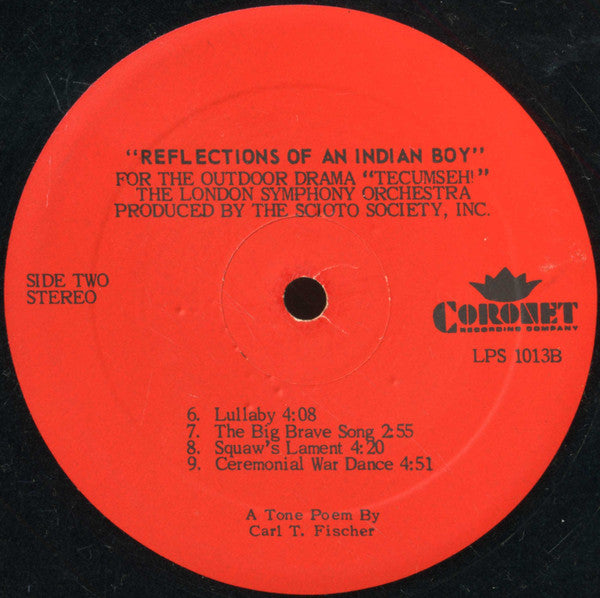 "REFLECTIONS OF AN INDIAN BOY"
FOR THE OUTDOOR DRAMA "TECUMSEH!"
THE LONDON SYMPHONY ORCHESTRA
PRODUCED BY THE SCIOTO SOCIETY, INC.
SIDE TWO
STEREO
CORONET
RECORDING COMPANY
LPS 1013B
6. Lullaby 4:08
7. The Big Brave Song 2:55
8. Squaw's Lament 4:20
9. Ceremonial War Dance 4:51
A Tone Poem By
Carl T. Fischer